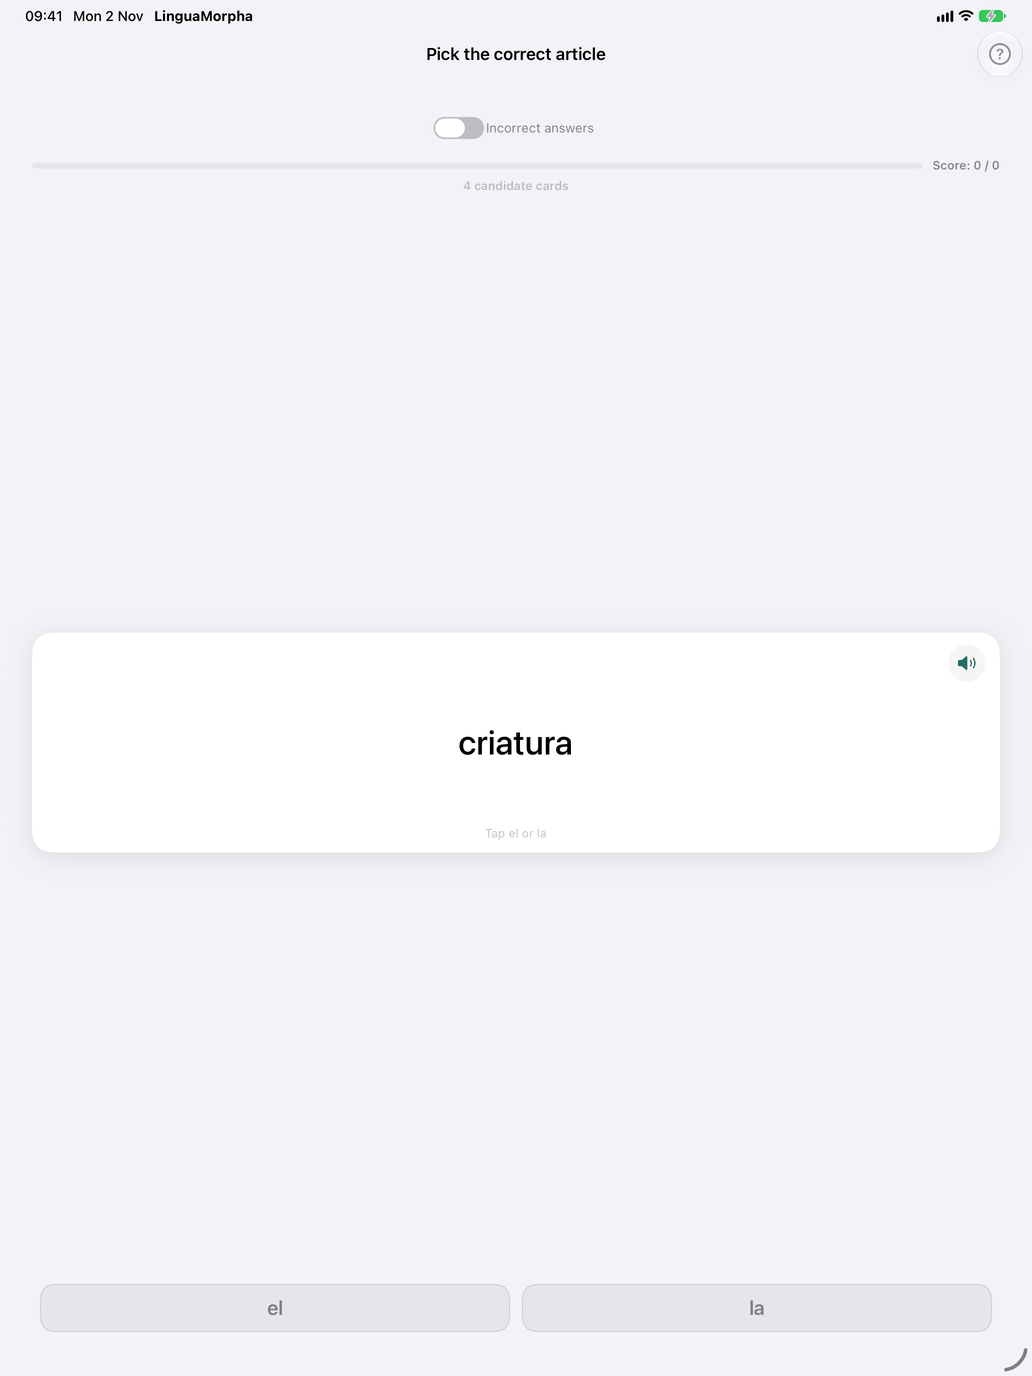 09:41 Mon 2 Nov LinguaMorpha
Pick the correct article
?
Incorrect answers
Score: 0 / 0
4 candidate cards
criatura
Tap el or la
el
la